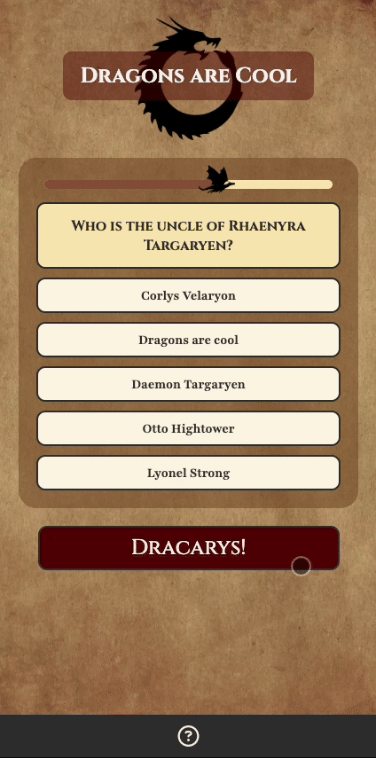 Dragons are Cool
Who is the uncle of Rhaenyra
Targaryen?
Corlys Velaryon
Dragons are cool
Daemon Targaryen
Otto Hightower
Lyonel Strong
Dracarys!
?